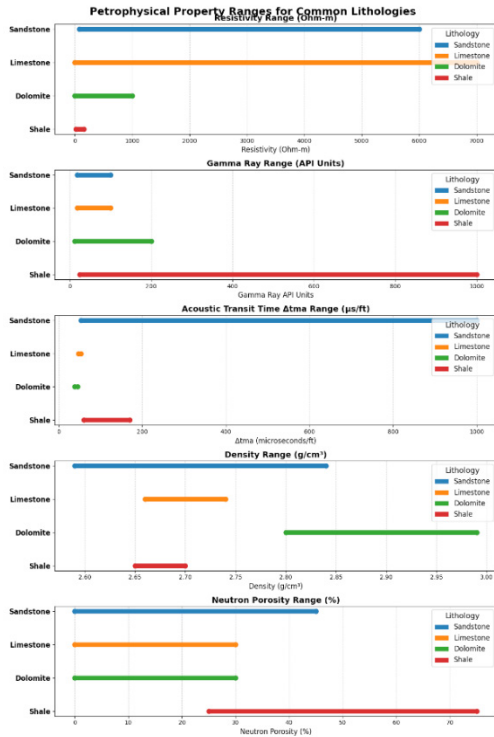 Petrophysical Property Ranges for Common Lithologies
Resistivity Range (Ohm-m)
Sandstone
Limestone
Dolomite
Shale
Lithology
Sandstone
Limestone
Dolomite
Shale
0 1000 2000 3000 4000 5000 6000 7000
Resistivity (Ohm-m)
Gamma Ray Range (API Units)
Sandstone
Limestone
Dolomite
Shale
Lithology
Sandstone
Limestone
Dolomite
Shale
0 200 400 600 800 1000
Gamma Ray API Units
Acoustic Transit Time Δtma Range (μs/ft)
Sandstone
Limestone
Dolomite
Shale
Lithology
Sandstone
Limestone
Dolomite
Shale
0 200 400 600 800 1000
Δtma (microseconds/ft)
Density Range (g/cm³)
Sandstone
Limestone
Dolomite
Shale
Lithology
Sandstone
Limestone
Dolomite
Shale
2.60 2.65 2.70 2.75 2.80 2.85 2.90 2.95 3.00
Density (g/cm³)
Neutron Porosity Range (%)
Sandstone
Limestone
Dolomite
Shale
Lithology
Sandstone
Limestone
Dolomite
Shale
0 10 20 30 40 50 60 70
Neutron Porosity (%)